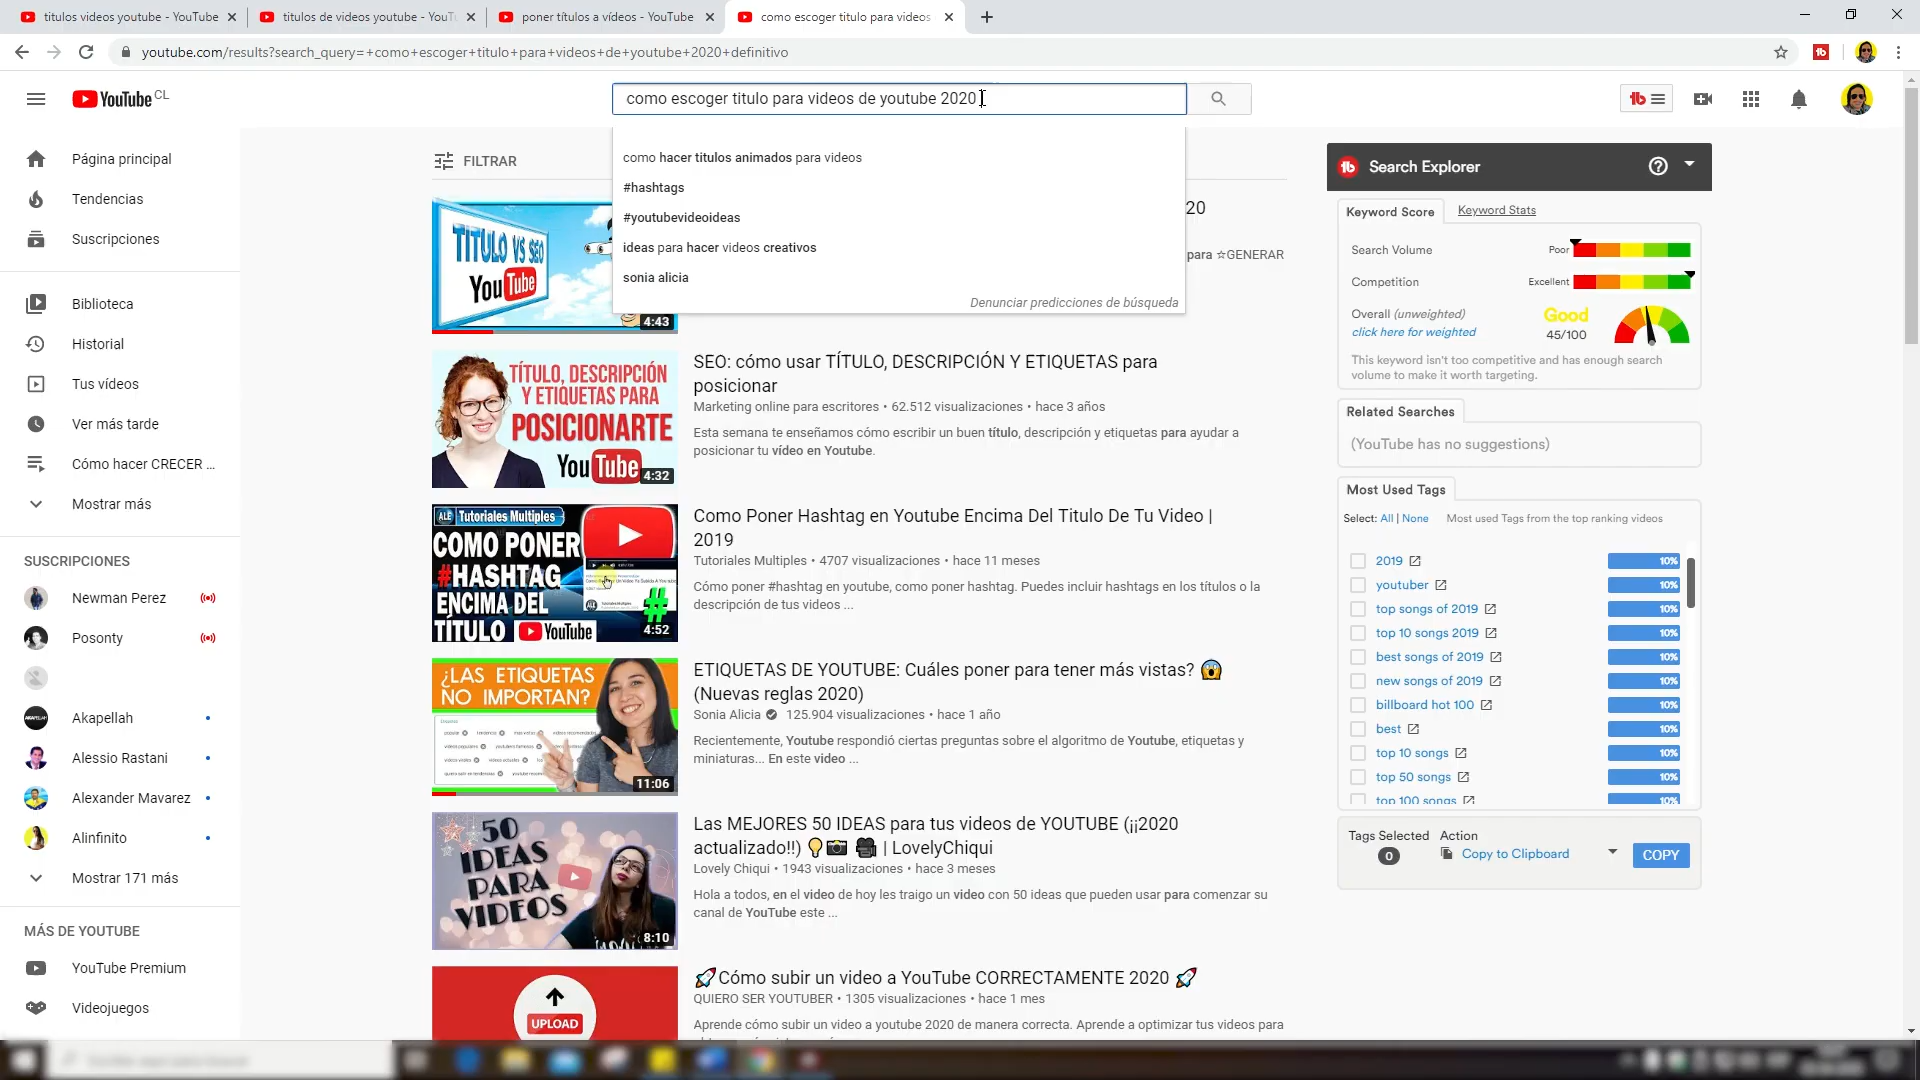 titulos videos youtube - YouTube
titulos de videos youtube - YouTu
poner títulos a vídeos - YouTube
como escoger titulo para videos
youtube.com/results?search_query=+como+escoger+titulo+para+videos+de+youtube+2020+definitivo
YouTube CL
como escoger titulo para videos de youtube 2020
como hacer titulos animados para videos
#hashtags
#youtubevideoideas
ideas para hacer videos creativos
sonia alicia
Denunciar predicciones de búsqueda
Página principal
Tendencias
Suscripciones
Biblioteca
Historial
Tus vídeos
Ver más tarde
Cómo hacer CRECER ...
Mostrar más
SUSCRIPCIONES
Newman Perez
Posonty
Akapellah
Alessio Rastani
Alexander Mavarez
Alinfinito
Mostrar 171 más
MÁS DE YOUTUBE
YouTube Premium
Videojuegos
FILTRAR
TITULO VS SEO
YouTube
4:43
20
para ☆GENERAR
TÍTULO, DESCRIPCIÓN
Y ETIQUETAS PARA
POSICIONARTE
YouTube
4:32
SEO: cómo usar TÍTULO, DESCRIPCIÓN Y ETIQUETAS para
posicionar
Marketing online para escritores • 62.512 visualizaciones • hace 3 años
Esta semana te enseñamos cómo escribir un buen título, descripción y etiquetas para ayudar a
posicionar tu vídeo en Youtube.
ALE Tutoriales Multiples
COMO PONER
#HASHTAG
ENCIMA DEL
TÍTULO YouTube
#
4:52
Como Poner Hashtag en Youtube Encima Del Titulo De Tu Video |
2019
Tutoriales Multiples • 4707 visualizaciones • hace 11 meses
Cómo poner #hashtag en youtube, como poner hashtag. Puedes incluir hashtags en los títulos o la
descripción de tus videos ...
¿LAS ETIQUETAS
NO IMPORTAN?
11:06
ETIQUETAS DE YOUTUBE: Cuáles poner para tener más vistas? 😱
(Nuevas reglas 2020)
Sonia Alicia 125.904 visualizaciones • hace 1 año
Recientemente, Youtube respondió ciertas preguntas sobre el algoritmo de Youtube, etiquetas y
miniaturas... En este video ...
50
IDEAS
PARA
VIDEOS
8:10
Las MEJORES 50 IDEAS para tus videos de YOUTUBE (¡¡2020
actualizado!!) 💡📷 🎥 | LovelyChiqui
Lovely Chiqui • 1943 visualizaciones • hace 3 meses
Hola a todos, en el video de hoy les traigo un video con 50 ideas que pueden usar para comenzar su
canal de YouTube este ...
UPLOAD
🚀Cómo subir un video a YouTube CORRECTAMENTE 2020 🚀
QUIERO SER YOUTUBER • 1305 visualizaciones • hace 1 mes
Aprende cómo subir un video a youtube 2020 de manera correcta. Aprende a optimizar tus videos para
Search Explorer
Keyword Score
Keyword Stats
Search Volume Poor
Competition Excellent
Overall (unweighted) Good
click here for weighted 45/100
This keyword isn't too competitive and has enough search
volume to make it worth targeting.
Related Searches
(YouTube has no suggestions)
Most Used Tags
Select: All | None Most used Tags from the top ranking videos
2019 10%
youtuber 10%
top songs of 2019 10%
top 10 songs 2019 10%
best songs of 2019 10%
new songs of 2019 10%
billboard hot 100 10%
best 10%
top 10 songs 10%
top 50 songs 10%
top 100 songs 10%
Tags Selected Action
0 Copy to Clipboard COPY